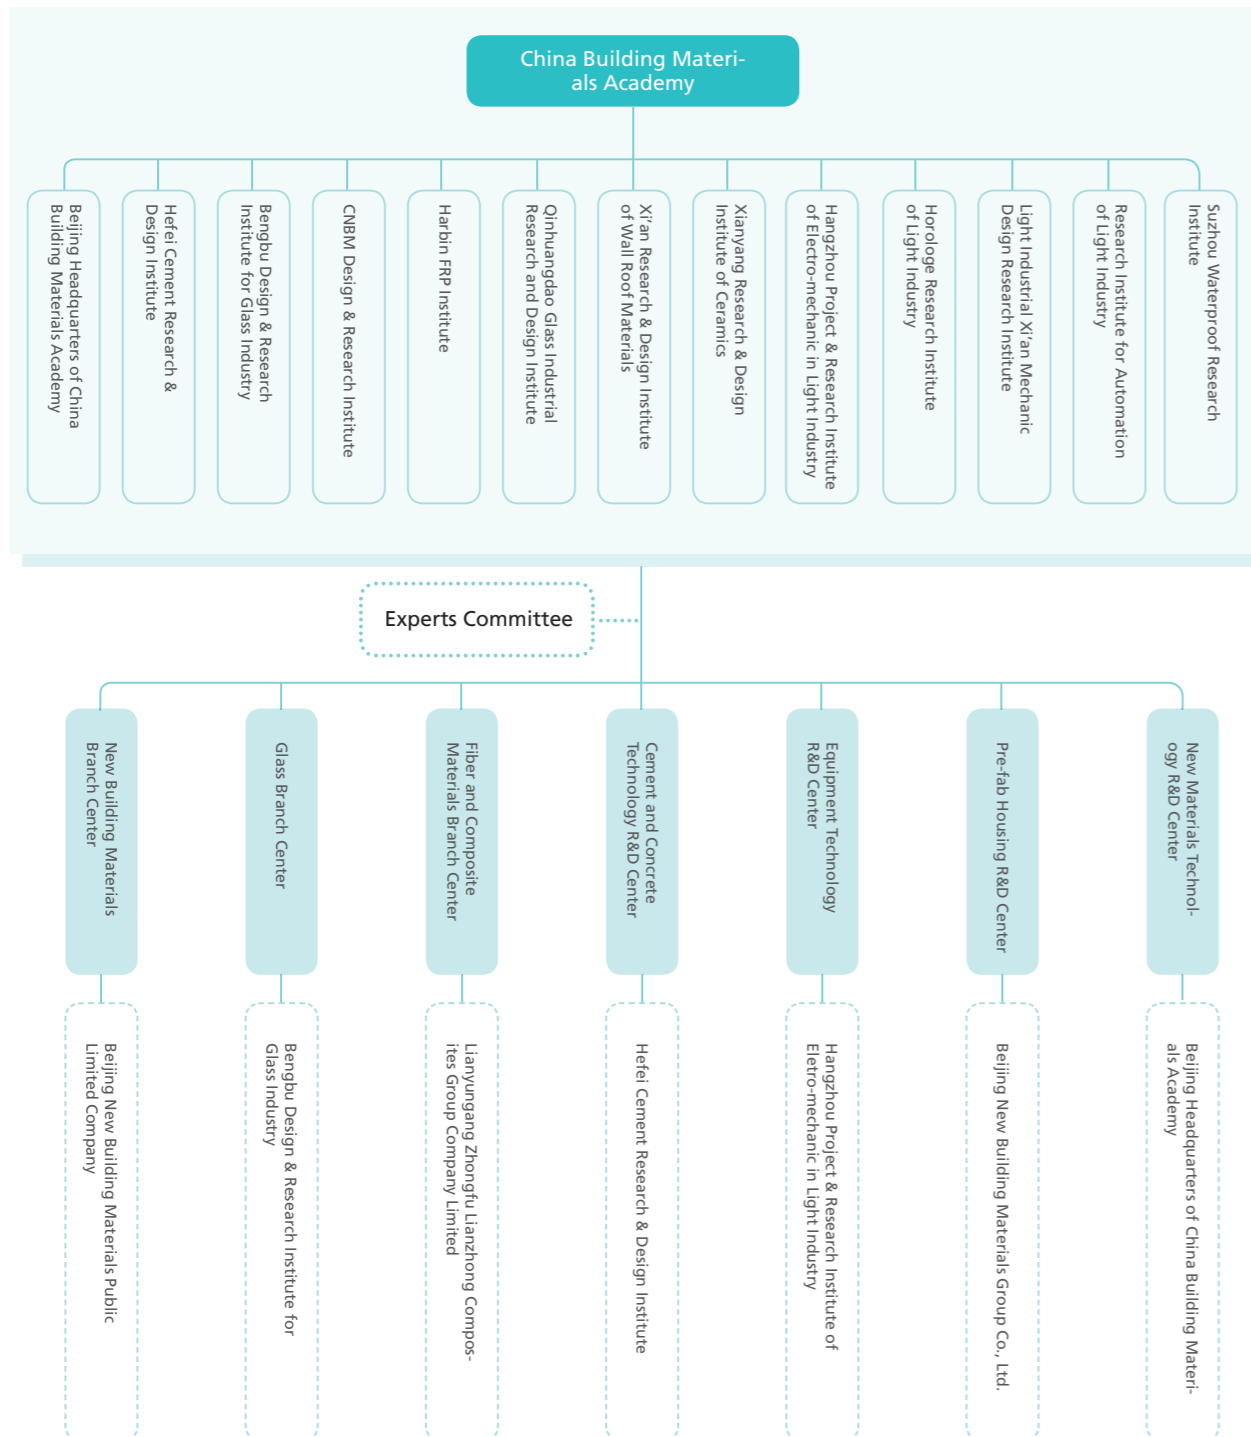 China Building Materi-
als Academy
Beijing Headquarters of China
Building Materials Academy
Hefei Cement Research &
Design Institute
Bengbu Design & Research
Institute for Glass Industry
CNBM Design & Research Institute
Harbin FRP Institute
Qinhuangdao Glass Industrial
Research and Design Institute
Xi'an Research & Design Institute
of Wall Roof Materials
Xianyang Research & Design
Institute of Ceramics
Hangzhou Project & Research Institute
of Electro-mechanic in Light Industry
Horologe Research Institute
of Light Industry
Light Industrial Xi'an Mechanic
Design Research Institute
Research Institute for Automation
of Light Industry
Suzhou Waterproof Research
Institute
Experts Committee
New Building Materials
Branch Center
Glass Branch Center
Fiber and Composite
Materials Branch Center
Cement and Concrete
Technology R&D Center
Equipment Technology
R&D Center
Pre-fab Housing R&D Center
New Materials Technol-
ogy R&D Center
Beijing New Building Materials Public
Limited Company
Bengbu Design & Research Institute for
Glass Industry
Lianyungang Zhongfu Lianzhong Compos-
ites Group Company Limited
Hefei Cement Research & Design Institute
Hangzhou Project & Research Institute of
Eletro-mechanic in Light Industry
Beijing New Building Materials Group Co., Ltd.
Beijing Headquarters of China Building Materi-
als Academy